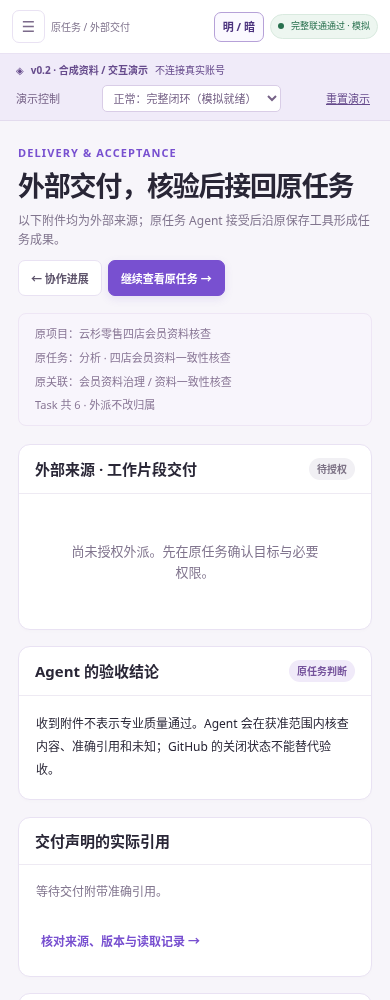 ☰ 原任务 / 外部交付 明 / 暗 完整联通通过 · 模拟
◈ v0.2 · 合成资料 / 交互演示 不连接真实账号
演示控制 正常：完整闭环（模拟就绪） 重置演示
DELIVERY & ACCEPTANCE
外部交付，核验后接回原任务
以下附件均为外部来源；原任务 Agent 接受后沿原保存工具形成任
务成果。
← 协作进展 继续查看原任务 →
原项目：云杉零售四店会员资料核查
原任务：分析 · 四店会员资料一致性核查
原关联：会员资料治理 / 资料一致性核查
Task 共 6 · 外派不改归属
外部来源 · 工作片段交付 待授权
尚未授权外派。先在原任务确认目标与必要
权限。
Agent 的验收结论 原任务判断
收到附件不表示专业质量通过。Agent 会在获准范围内核查
内容、准确引用和未知；GitHub 的关闭状态不能替代验
收。
交付声明的实际引用
等待交付附带准确引用。
核对来源、版本与读取记录 →